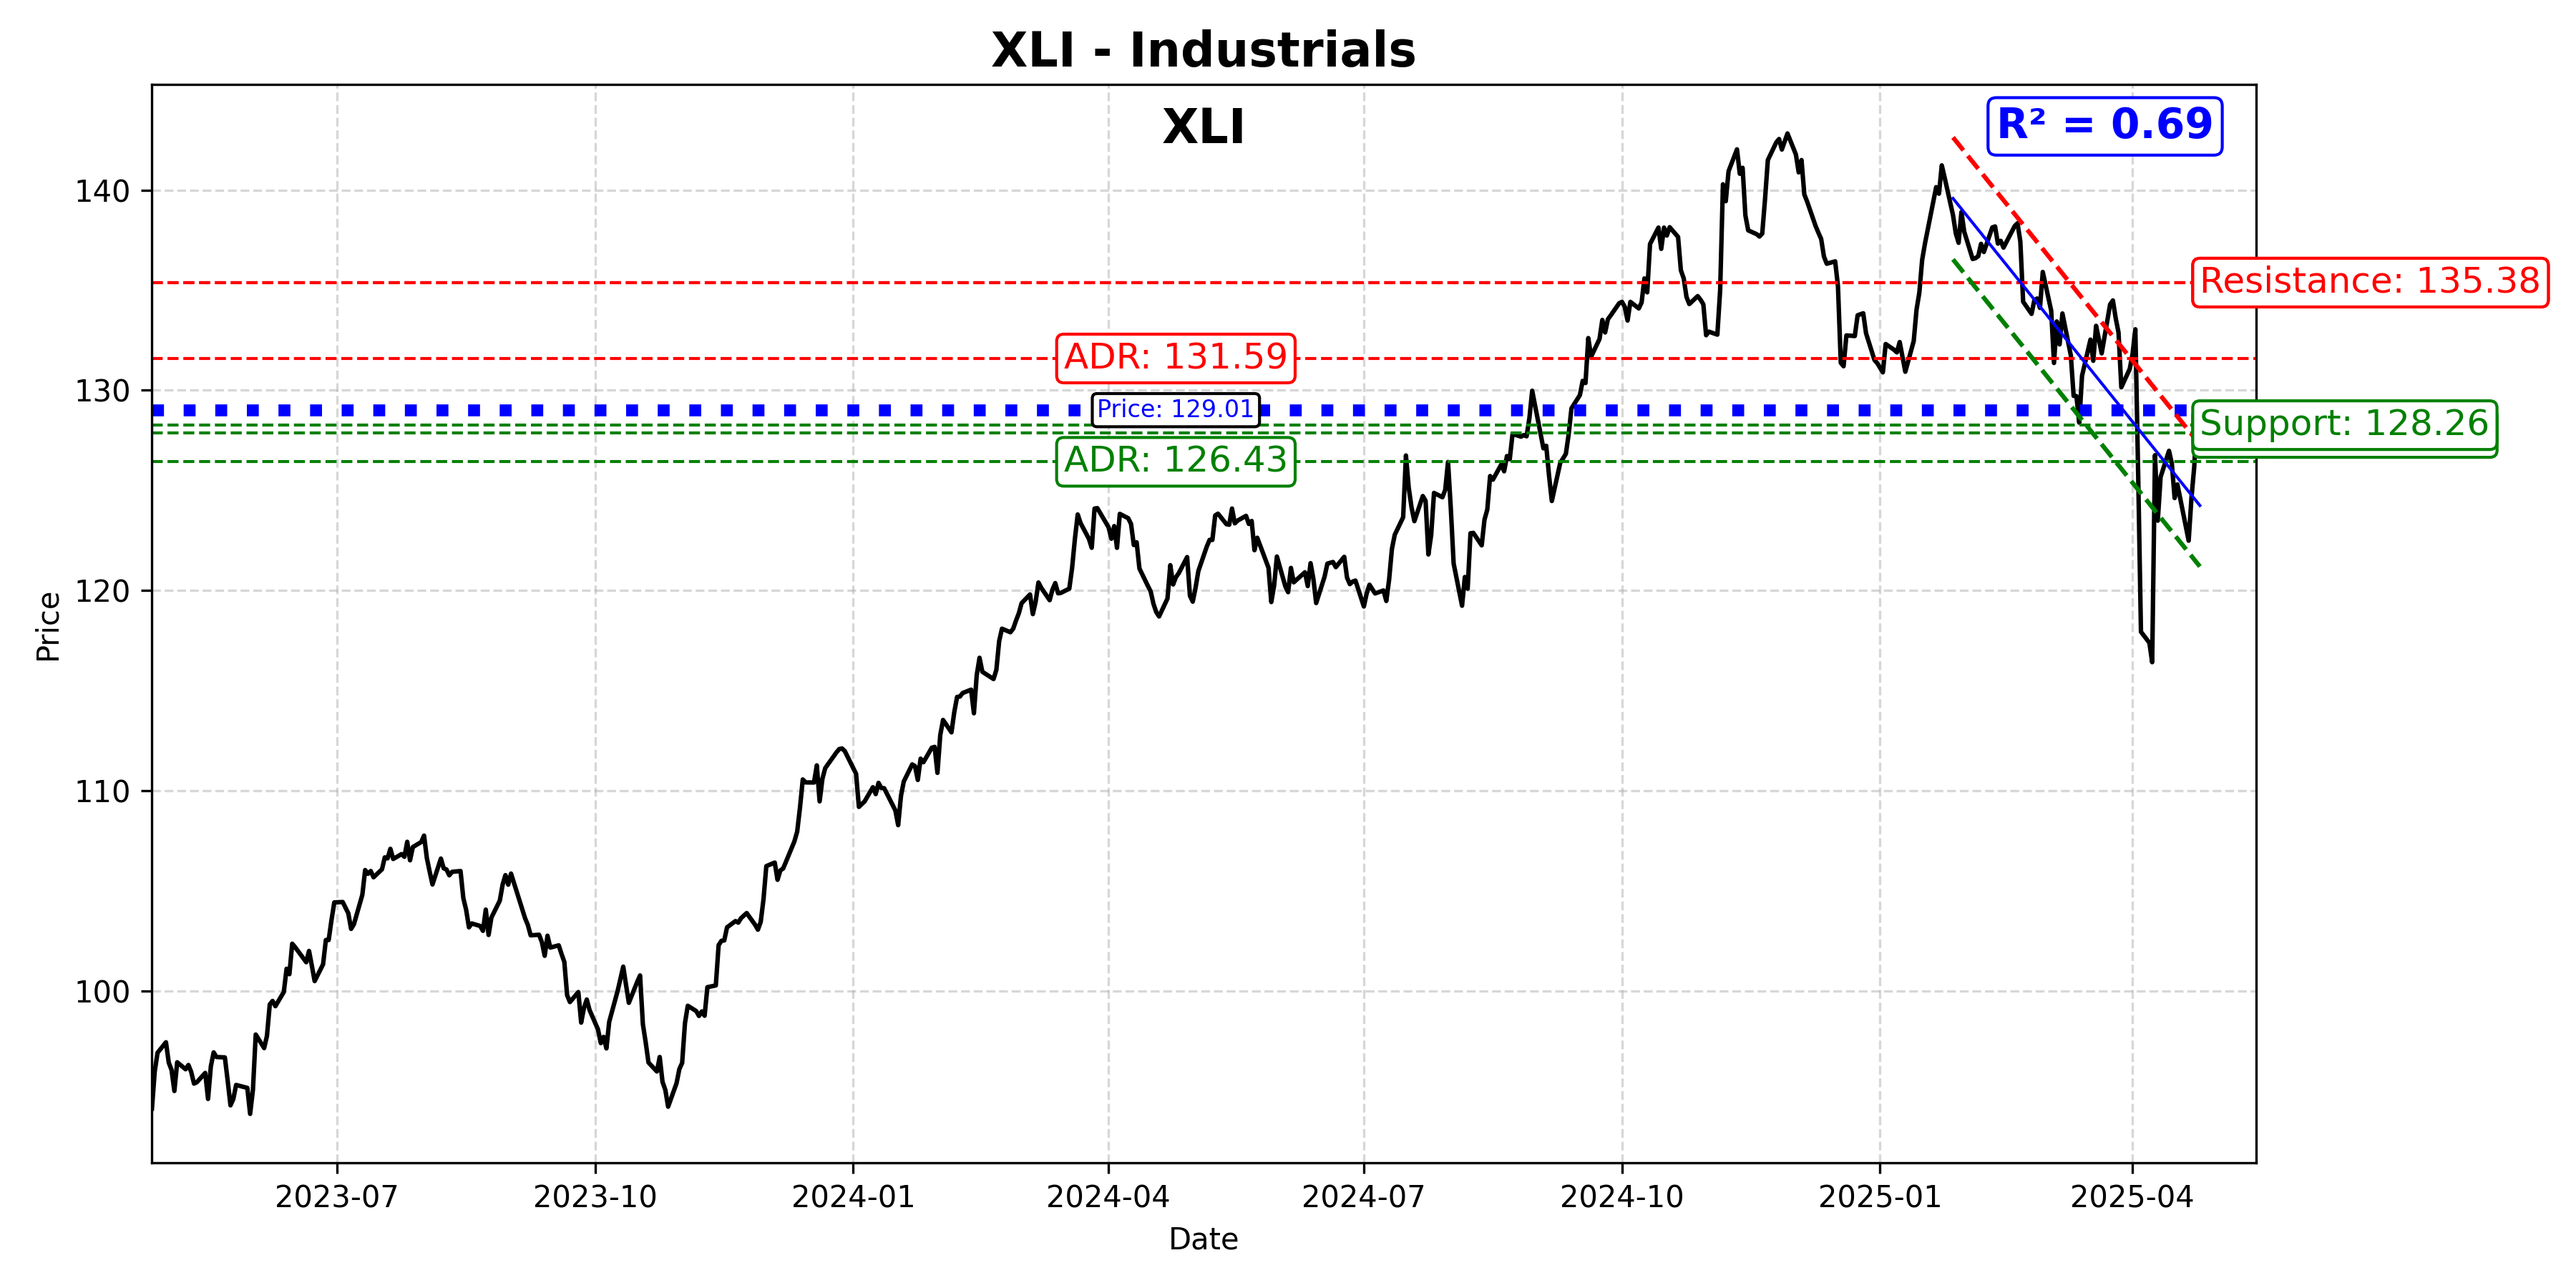 XLI - Industrials
XLI
R² = 0.69
Resistance: 135.38
ADR: 131.59
Price: 129.01
Support: 128.26
ADR: 126.43
Price
140
130
120
110
100
2023-07
2023-10
2024-01
2024-04
2024-07
2024-10
2025-01
2025-04
Date